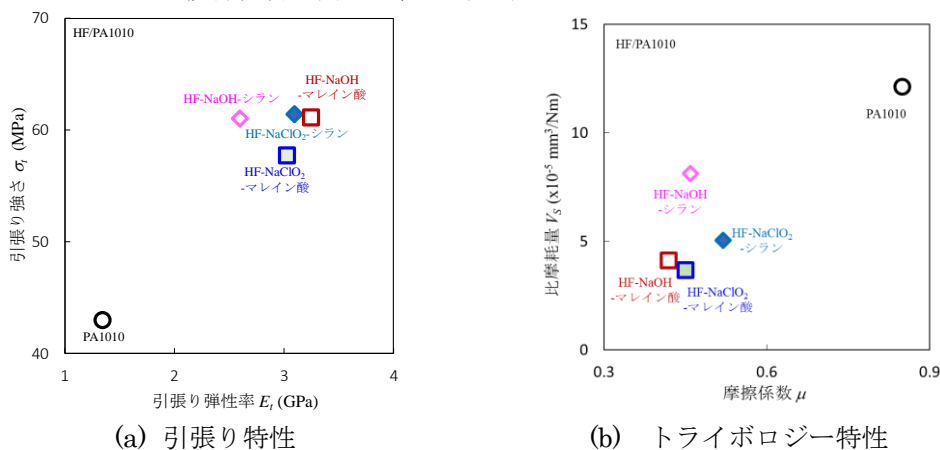 70
60
50
40
引張り強さ σt (MPa)
HF/PA1010
HF-NaOH-シラン
HF-NaOH
-マレイン酸
HF-NaClO2-シラン
HF-NaClO2
-マレイン酸
PA1010
1 2 3 4
引張り弾性率 Et (GPa)
(a) 引張り特性
15
10
5
0
比摩耗量 VS (x10-5 mm3/Nm)
HF/PA1010
PA1010
HF-NaOH
-シラン
HF-NaClO2
-シラン
HF-NaOH
-マレイン酸
HF-NaClO2
-マレイン酸
0.3 0.6 0.9
摩擦係数 μ
(b) トライボロジー特性